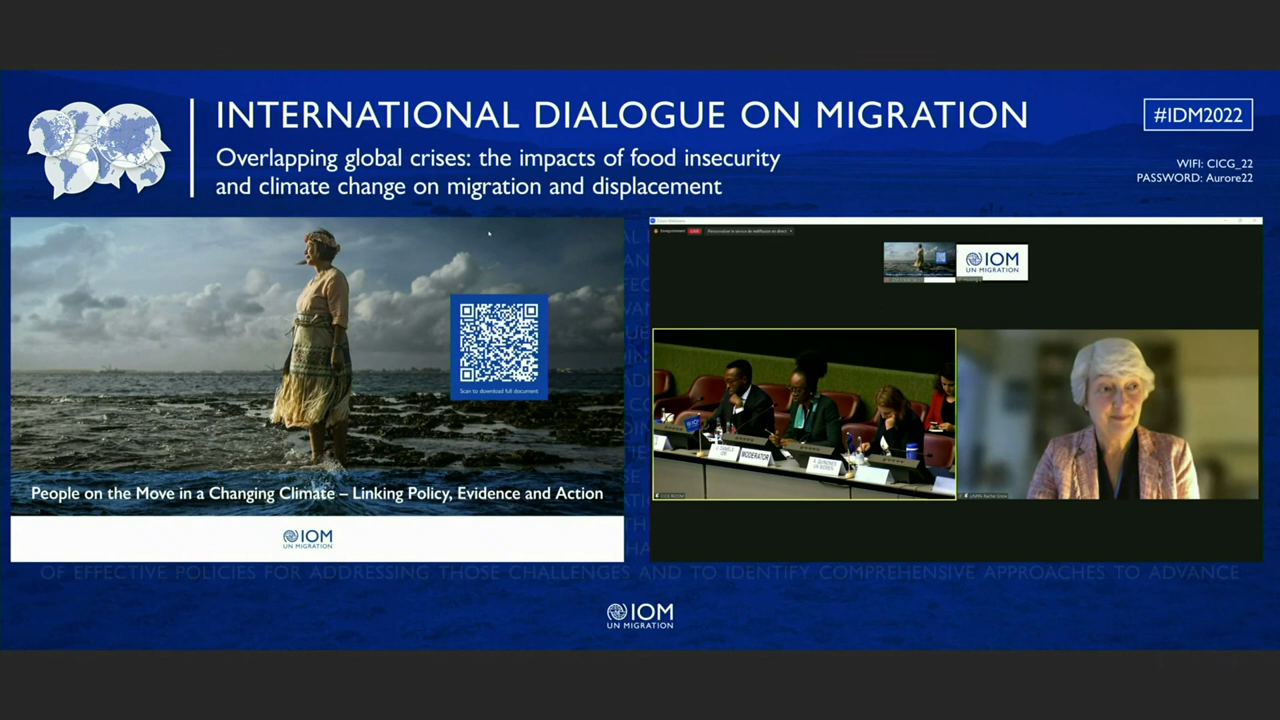 INTERNATIONAL DIALOGUE ON MIGRATION
Overlapping global crises: the impacts of food insecurity
and climate change on migration and displacement
#IDM2022
WIFI: CICG_22
PASSWORD: Aurore22
Scan to download full document
People on the Move in a Changing Climate – Linking Policy, Evidence and Action
IOM
UN MIGRATION
LIVE
IOM
UN MIGRATION
MODERATOR
UN WOMEN
OF EFFECTIVE POLICIES FOR ADDRESSING THOSE CHALLENGES AND TO IDENTIFY COMPREHENSIVE APPROACHES TO ADVANCE
IOM
UN MIGRATION